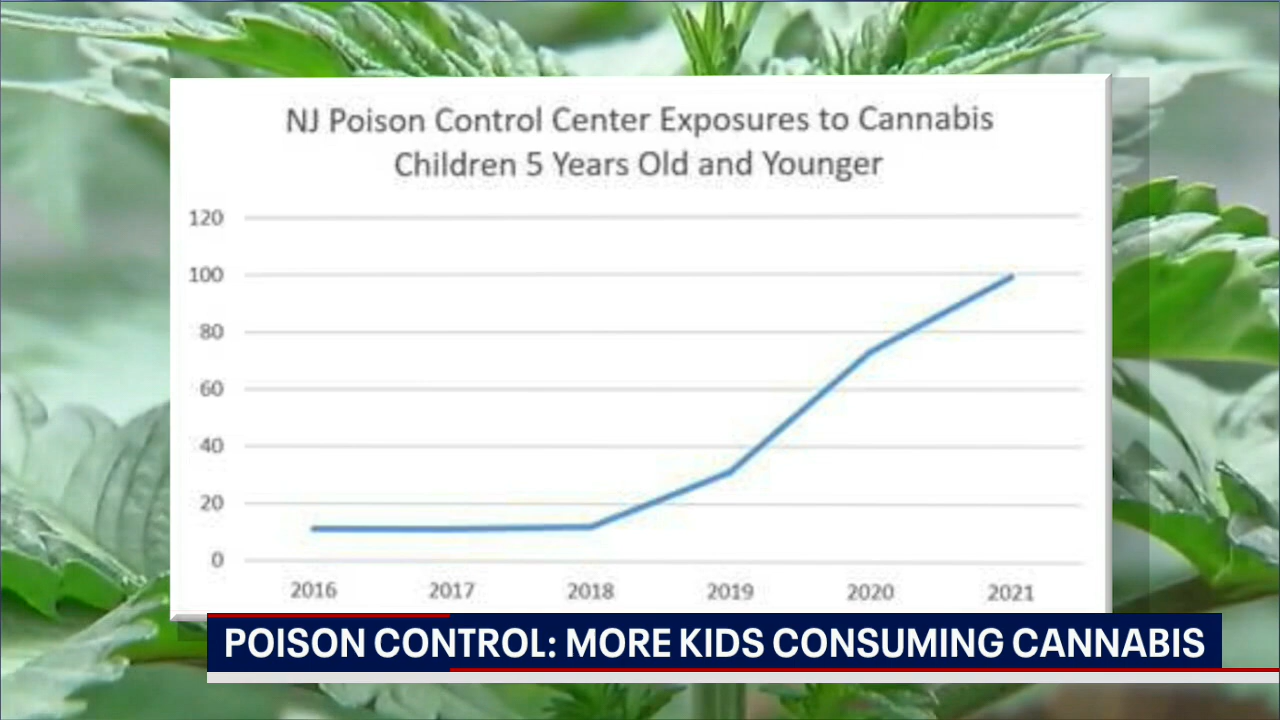 NJ Poison Control Center Exposures to Cannabis
Children 5 Years Old and Younger
120
100
80
60
40
20
0
2016 2017 2018 2019 2020 2021
POISON CONTROL: MORE KIDS CONSUMING CANNABIS